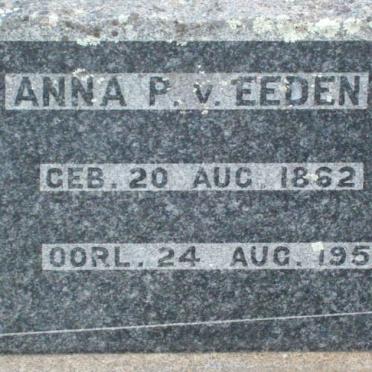 ANNA P. v. EEDEN
GEB. 20 AUG. 1862
OORL. 24 AUG. 195